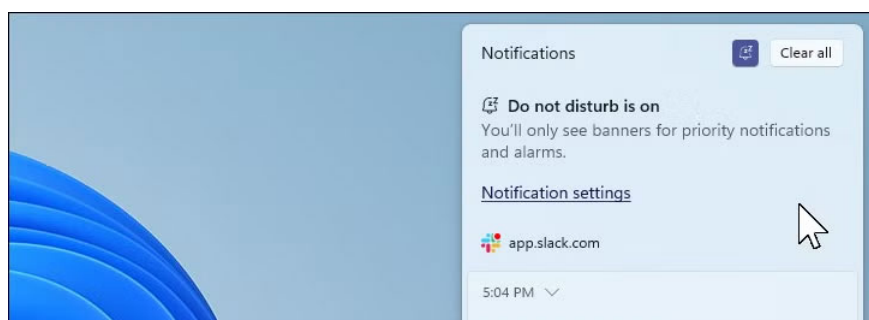 Notifications
Clear all
Do not disturb is on
You'll only see banners for priority notifications
and alarms.
Notification settings
app.slack.com
5:04 PM